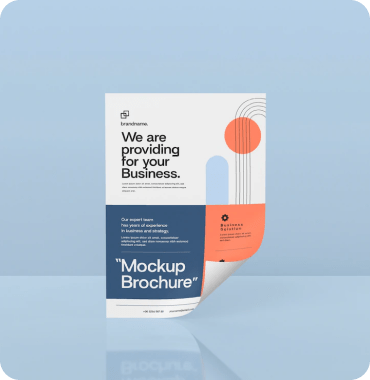 brandname.
We are
providing
for your
Business.
Our expert team
has years of experience
in business and strategy.
Business
Solution
"Mockup
Brochure"